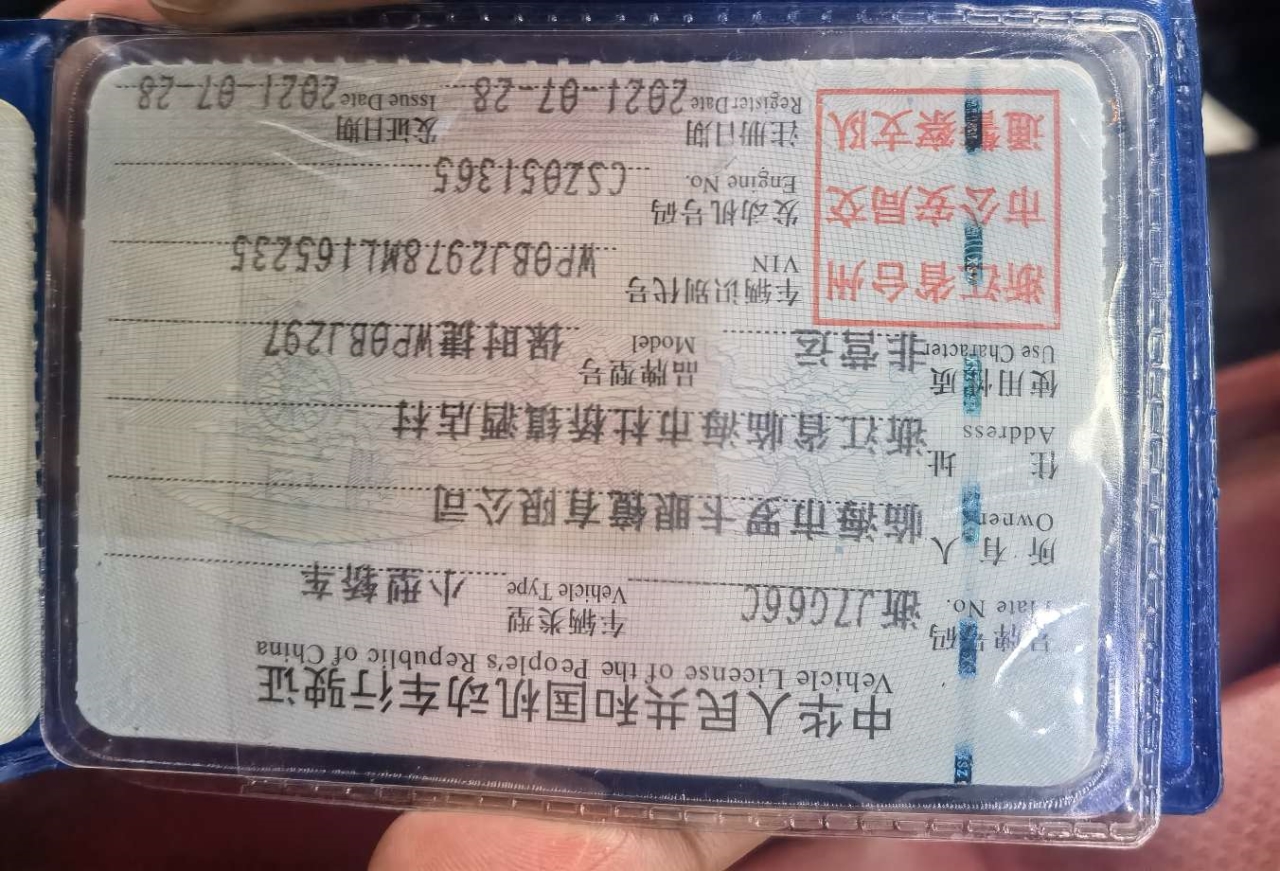 中华人民共和国机动车行驶证
Vehicle License of the People's Republic of China
号牌号码 浙J7G66C 车辆类型 小型轿车
Plate No. Vehicle Type
所有人 临海市罗卡眼镜有限公司
Owner
住址 浙江省临海市杜桥镇酒店村
Address
使用性质 非营运 品牌型号 保时捷WP0BJ297
Use Character Model
浙江省台州
市公安局交
通警察支队
车辆识别代号 WP0BJ2978ML165235
VIN
发动机号码 CSZ051365
Engine No.
注册日期 2021-07-28 发证日期 2021-07-28
Register Date Issue Date